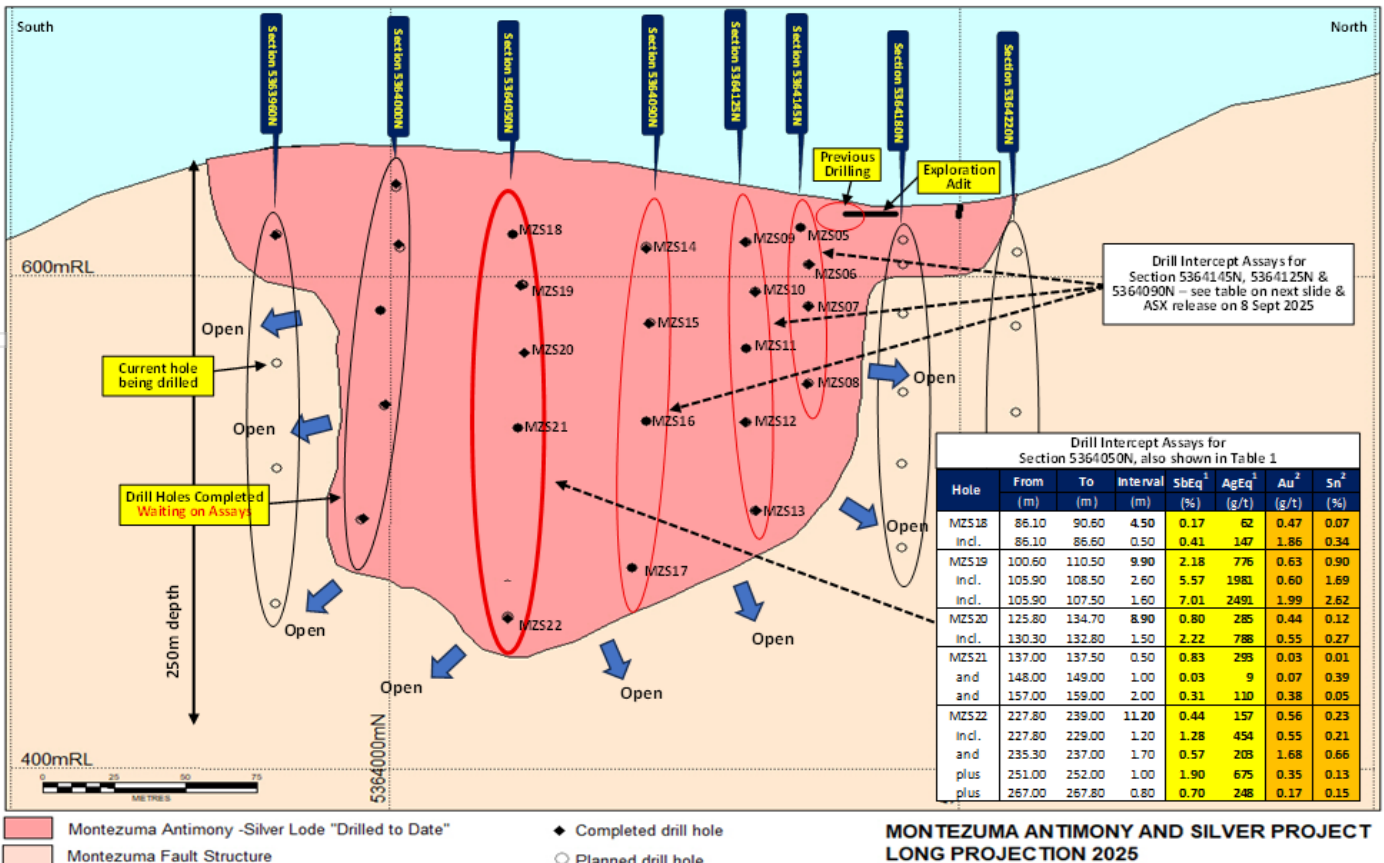 South
North
Section 5363960N
Section 5364000N
Section 5364050N
Section 5364090N
Section 5364125N
Section 5364145N
Section 5364180N
Section 5364220N
Previous
Drilling
Exploration
Adit
MZS18
MZS14
MZS09
MZS05
MZS06
600mRL
MZS19
MZS10
MZS07
Drill Intercept Assays for
Section 5364145N, 5364125N &
5364090N – see table on next slide &
ASX release on 8 Sept 2025
Open
MZS15
MZS20
MZS11
Current hole
being drilled
MZS08
Open
Open
MZS21
MZS16
MZS12
Drill Holes Completed
Waiting on Assays
MZS13
Open
MZS17
MZS22
Open
Open
Open
Open
250m depth
5364000mN
400mRL
0 25 50 75
METRES
Drill Intercept Assays for
Section 5364050N, also shown in Table 1
Hole From To Interval SbEq1 AgEq1 Au2 Sn2
(m) (m) (m) (%) (g/t) (g/t) (%)
MZS18 86.10 90.60 4.50 0.17 62 0.47 0.07
Incl. 86.10 86.60 0.50 0.41 147 1.86 0.34
MZS19 100.60 110.50 9.90 2.18 776 0.63 0.90
Incl. 105.90 108.50 2.60 5.57 1981 0.60 1.69
Incl. 105.90 107.50 1.60 7.01 2491 1.99 2.62
MZS20 125.80 134.70 8.90 0.80 285 0.44 0.12
Incl. 130.30 132.80 1.50 2.22 788 0.55 0.27
MZS21 137.00 137.50 0.50 0.83 293 0.03 0.01
and 148.00 149.00 1.00 0.03 9 0.07 0.39
and 157.00 159.00 2.00 0.31 110 0.38 0.05
MZS22 227.80 239.00 11.20 0.44 157 0.56 0.23
Incl. 227.80 229.00 1.20 1.28 454 0.55 0.21
and 235.30 237.00 1.70 0.57 203 1.68 0.66
plus 251.00 252.00 1.00 1.90 675 0.35 0.13
plus 267.00 267.80 0.80 0.70 248 0.17 0.15
Montezuma Antimony -Silver Lode "Drilled to Date"
Montezuma Fault Structure
Completed drill hole
Planned drill hole
MONTEZUMA ANTIMONY AND SILVER PROJECT
LONG PROJECTION 2025